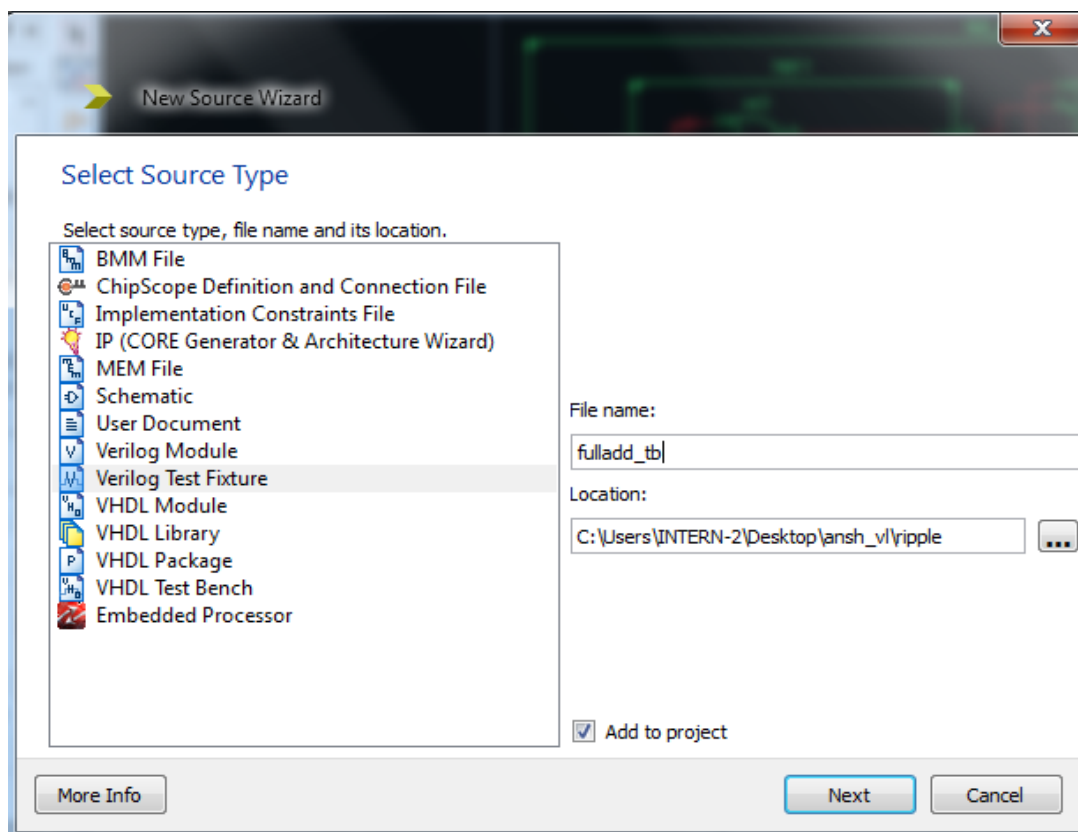 New Source Wizard
Select Source Type
Select source type, file name and its location.
BMM File
ChipScope Definition and Connection File
Implementation Constraints File
IP (CORE Generator & Architecture Wizard)
MEM File
Schematic
User Document
Verilog Module
Verilog Test Fixture
VHDL Module
VHDL Library
VHDL Package
VHDL Test Bench
Embedded Processor
File name:
fulladd_tb
Location:
C:\Users\INTERN-2\Desktop\ansh_vl\ripple
...
Add to project
More Info
Next
Cancel